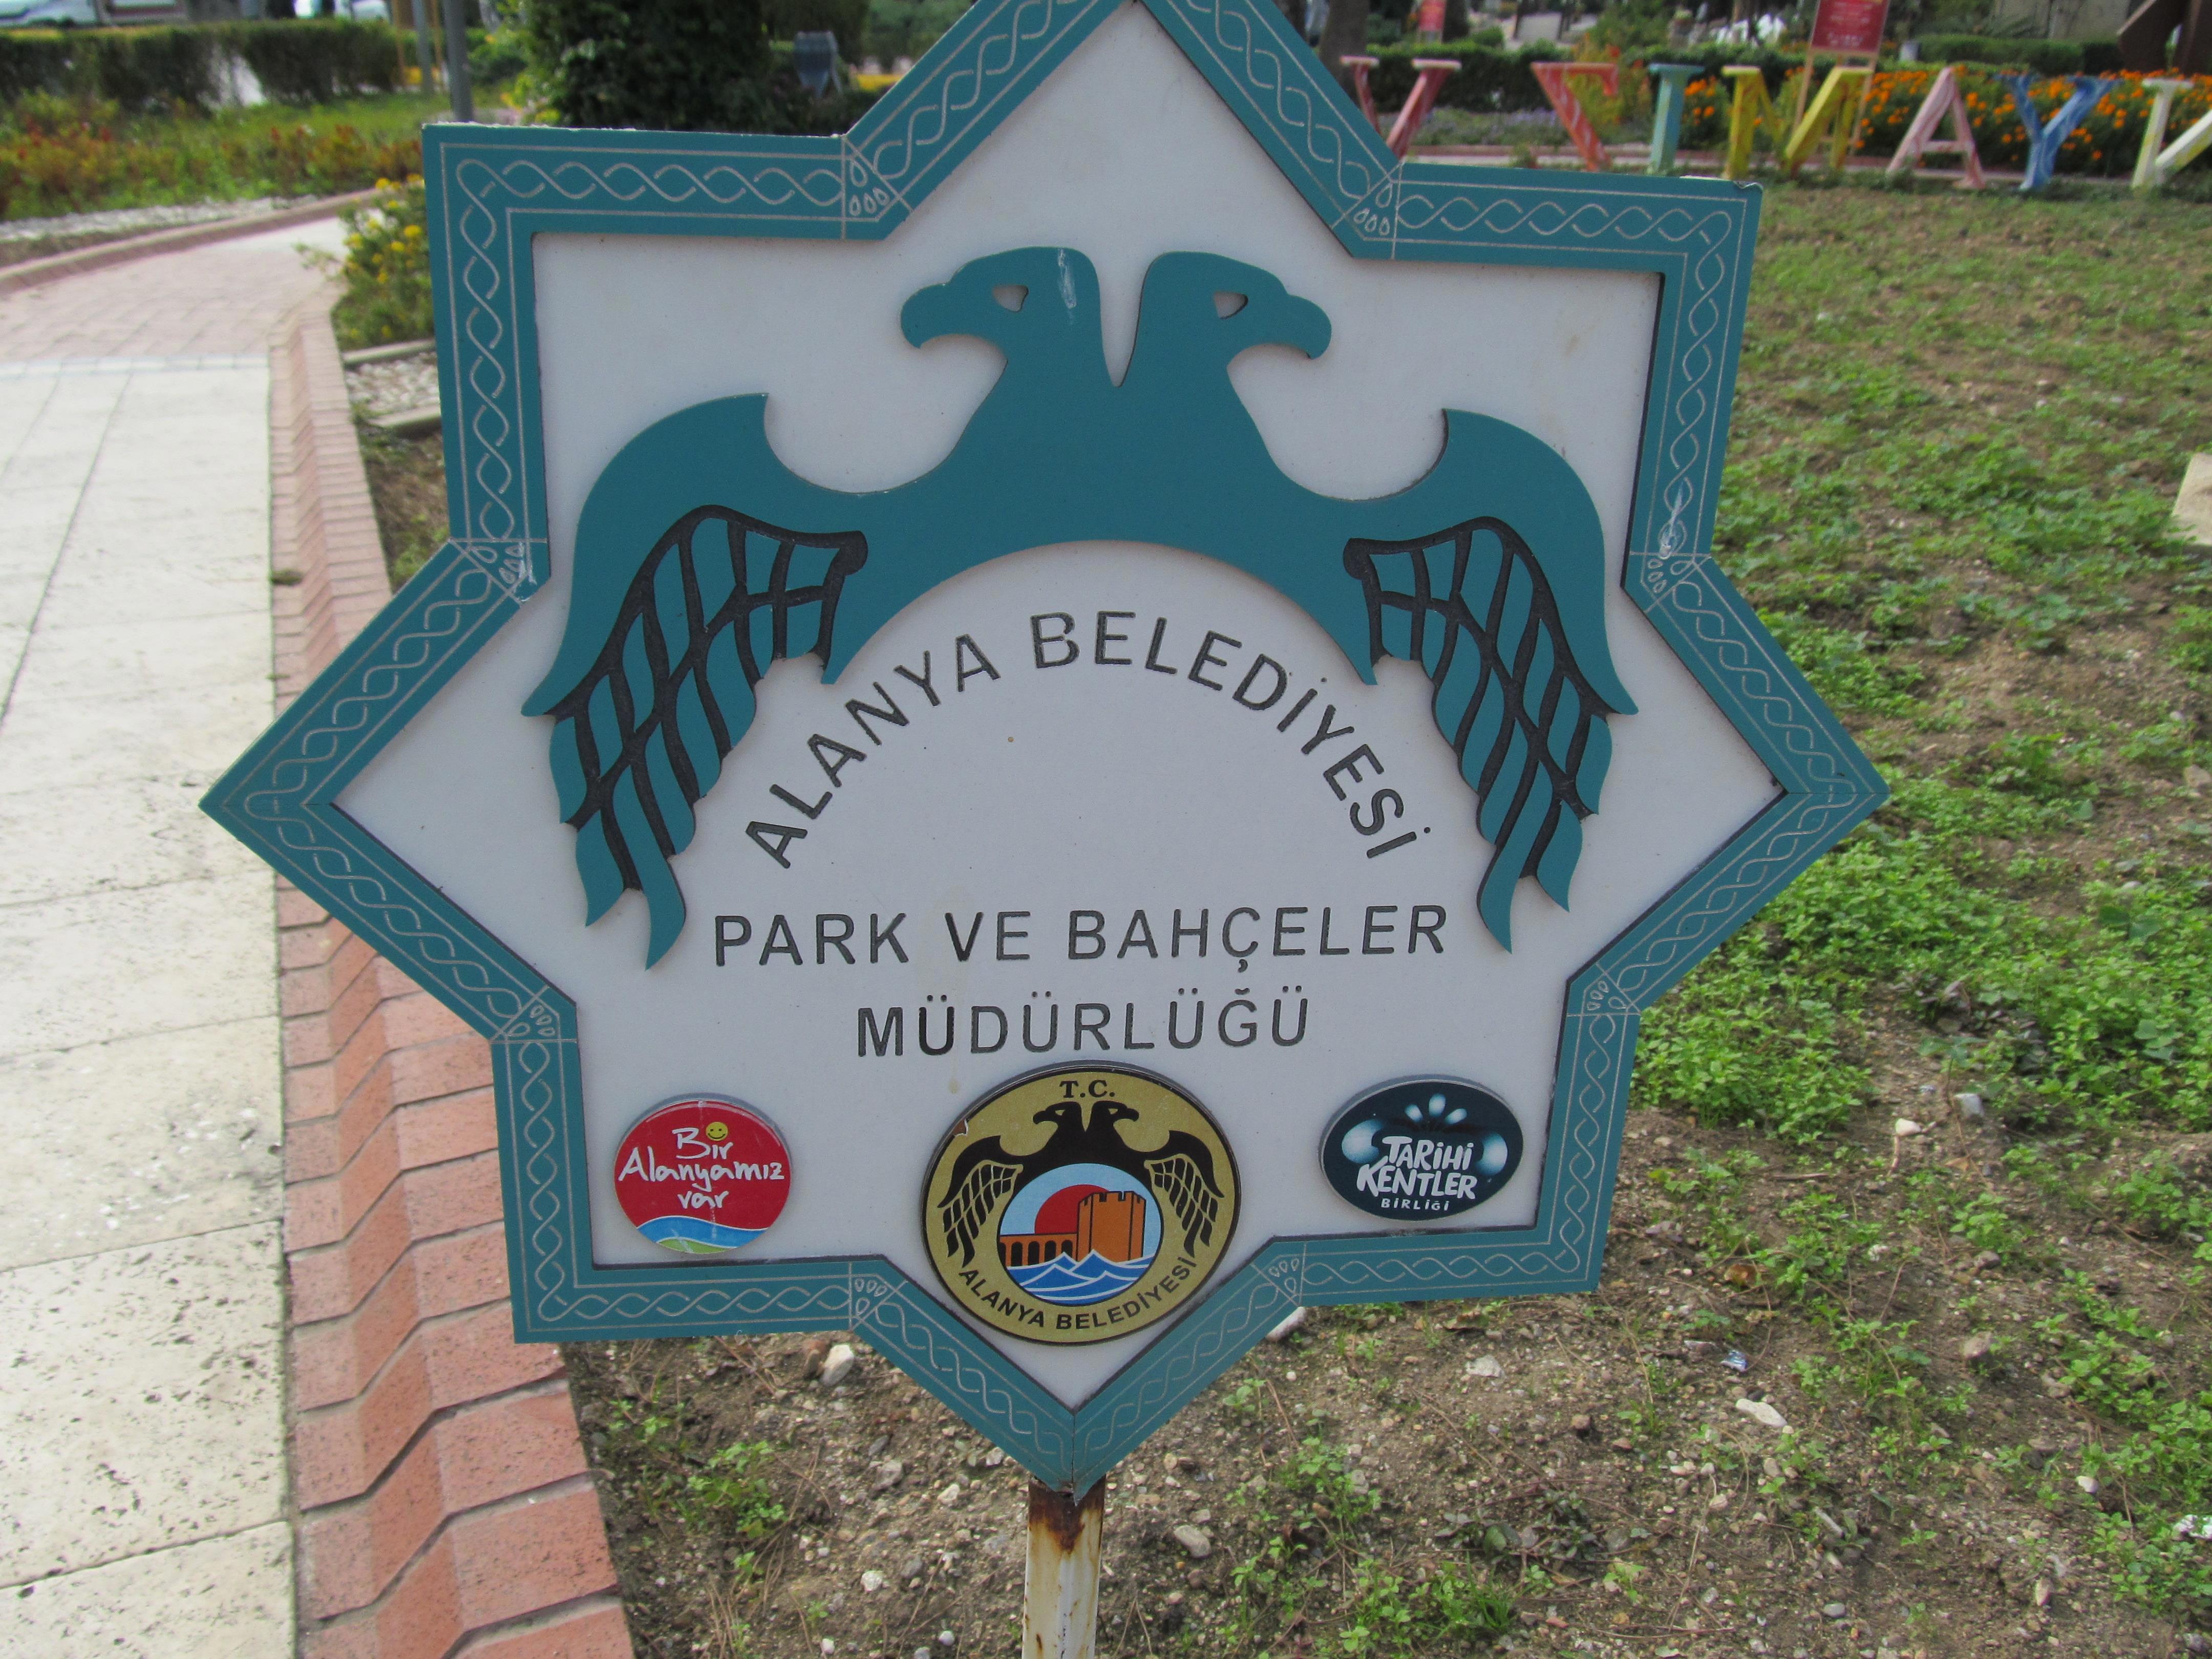 ALANYA BELEDİYESİ
PARK VE BAHÇELER
MÜDÜRLÜĞÜ
Bir
Alanyamız
var
T.C.
ALANYA BELEDİYESİ
TARİHİ
KENTLER
BİRLİĞİ